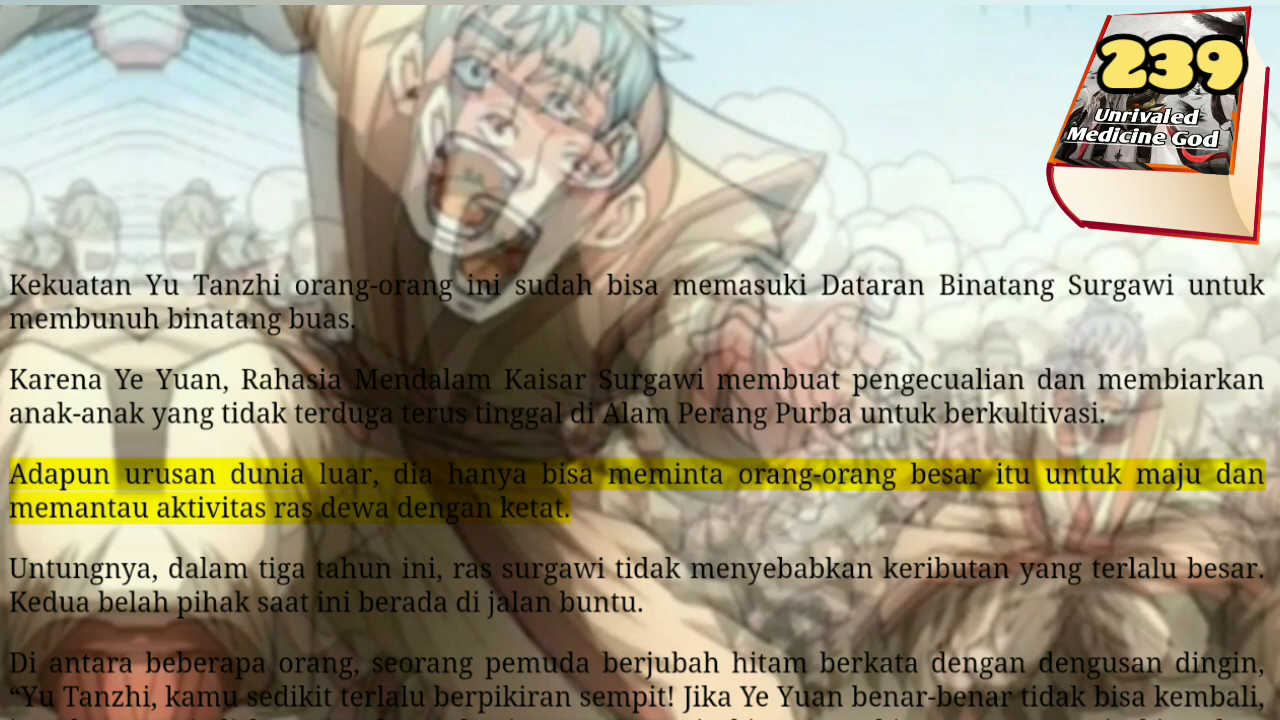 239
Unrivaled
Medicine God
Kekuatan Yu Tanzhi orang-orang ini sudah bisa memasuki Dataran Binatang Surgawi untuk
membunuh binatang buas.
Karena Ye Yuan, Rahasia Mendalam Kaisar Surgawi membuat pengecualian dan membiarkan
anak-anak yang tidak terduga terus tinggal di Alam Perang Purba untuk berkultivasi.
Adapun urusan dunia luar, dia hanya bisa meminta orang-orang besar itu untuk maju dan
memantau aktivitas ras dewa dengan ketat.
Untungnya, dalam tiga tahun ini, ras surgawi tidak menyebabkan keributan yang terlalu besar.
Kedua belah pihak saat ini berada di jalan buntu.
Di antara beberapa orang, seorang pemuda berjubah hitam berkata dengan dengusan dingin,
“Yu Tanzhi, kamu sedikit terlalu berpikiran sempit! Jika Ye Yuan benar-benar tidak bisa kembali,